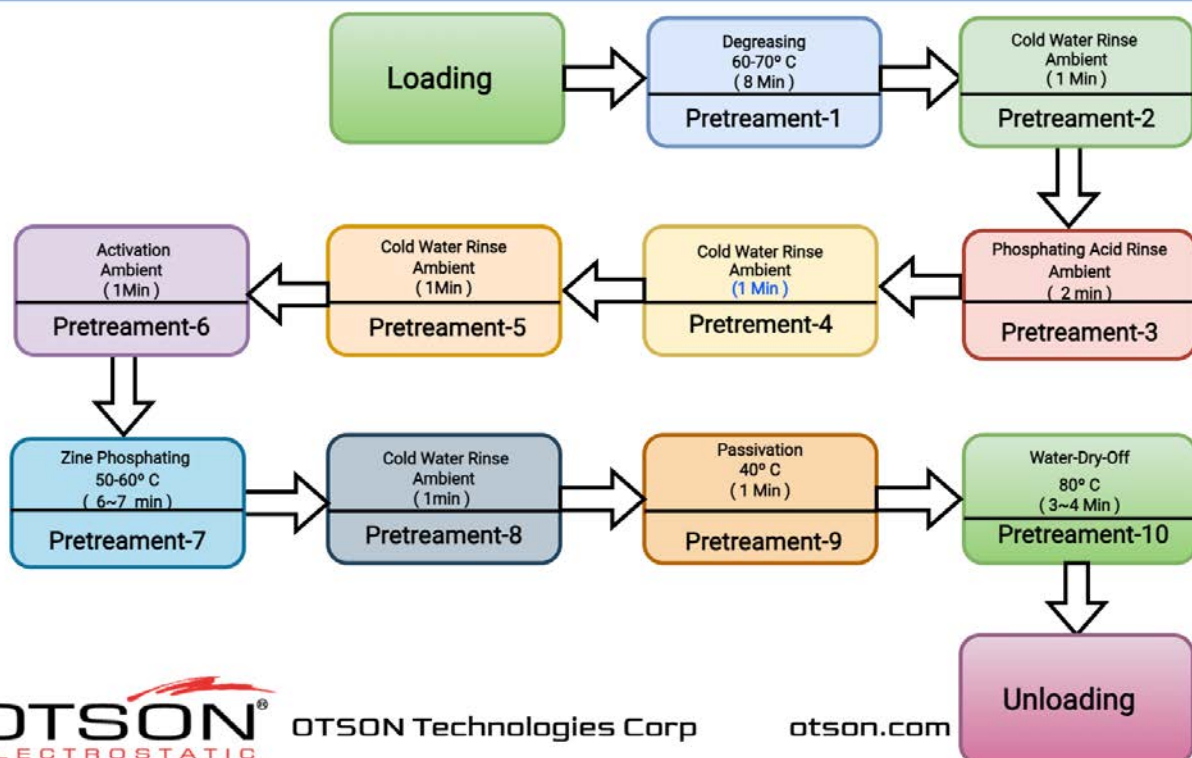 Loading
Degreasing
60-70º C
( 8 Min )
Pretreament-1
Cold Water Rinse
Ambient
( 1 Min )
Pretreament-2
Phosphating Acid Rinse
Ambient
( 2 min )
Pretreament-3
Cold Water Rinse
Ambient
(1 Min )
Pretrement-4
Cold Water Rinse
Ambient
( 1Min )
Pretreament-5
Activation
Ambient
( 1Min )
Pretreament-6
Zine Phosphating
50-60º C
( 6~7 min )
Pretreament-7
Cold Water Rinse
Ambient
( 1min )
Pretreament-8
Passivation
40º C
( 1 Min )
Pretreament-9
Water-Dry-Off
80º C
( 3~4 Min )
Pretreament-10
Unloading
OTSON®
LECTROSTATIC
OTSON Technologies Corp
otson.com